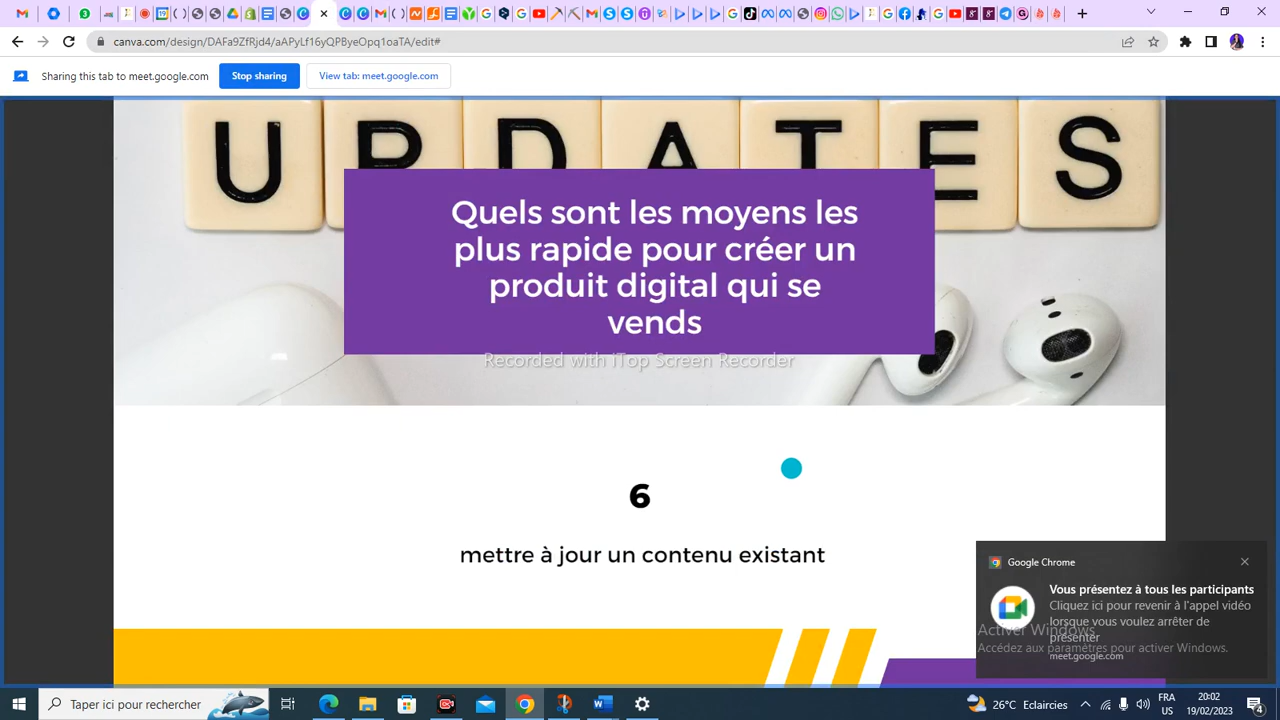 canva.com/design/DAFa9ZfRjd4/aAPyLf16yQPByeOpq1oaTA/edit#
Sharing this tab to meet.google.com
Stop sharing
View tab: meet.google.com
UPDATES
Quels sont les moyens les
plus rapide pour créer un
produit digital qui se
vends
Recorded with iTop Screen Recorder
6
mettre à jour un contenu existant
Google Chrome
Vous présentez à tous les participants
Cliquez ici pour revenir à l'appel vidéo
lorsque vous voulez arrêter de
présenter
meet.google.com
Activer Windows
Accédez aux paramètres pour activer Windows.
Taper ici pour rechercher
26°C Eclaircies
FRA
US
20:02
19/02/2023
4